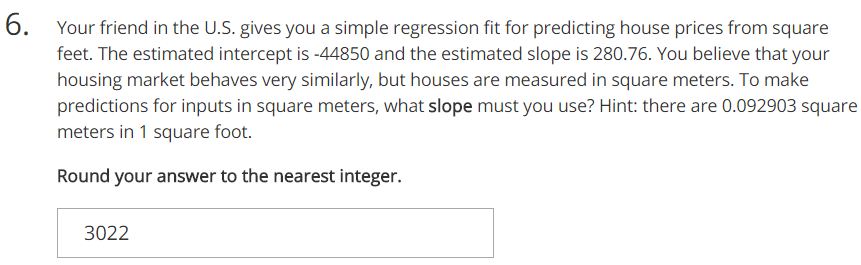 6. Your friend in the U.S. gives you a simple regression fit for predicting house prices from square
feet. The estimated intercept is -44850 and the estimated slope is 280.76. You believe that your
housing market behaves very similarly, but houses are measured in square meters. To make
predictions for inputs in square meters, what slope must you use? Hint: there are 0.092903 square
meters in 1 square foot.
Round your answer to the nearest integer.
3022